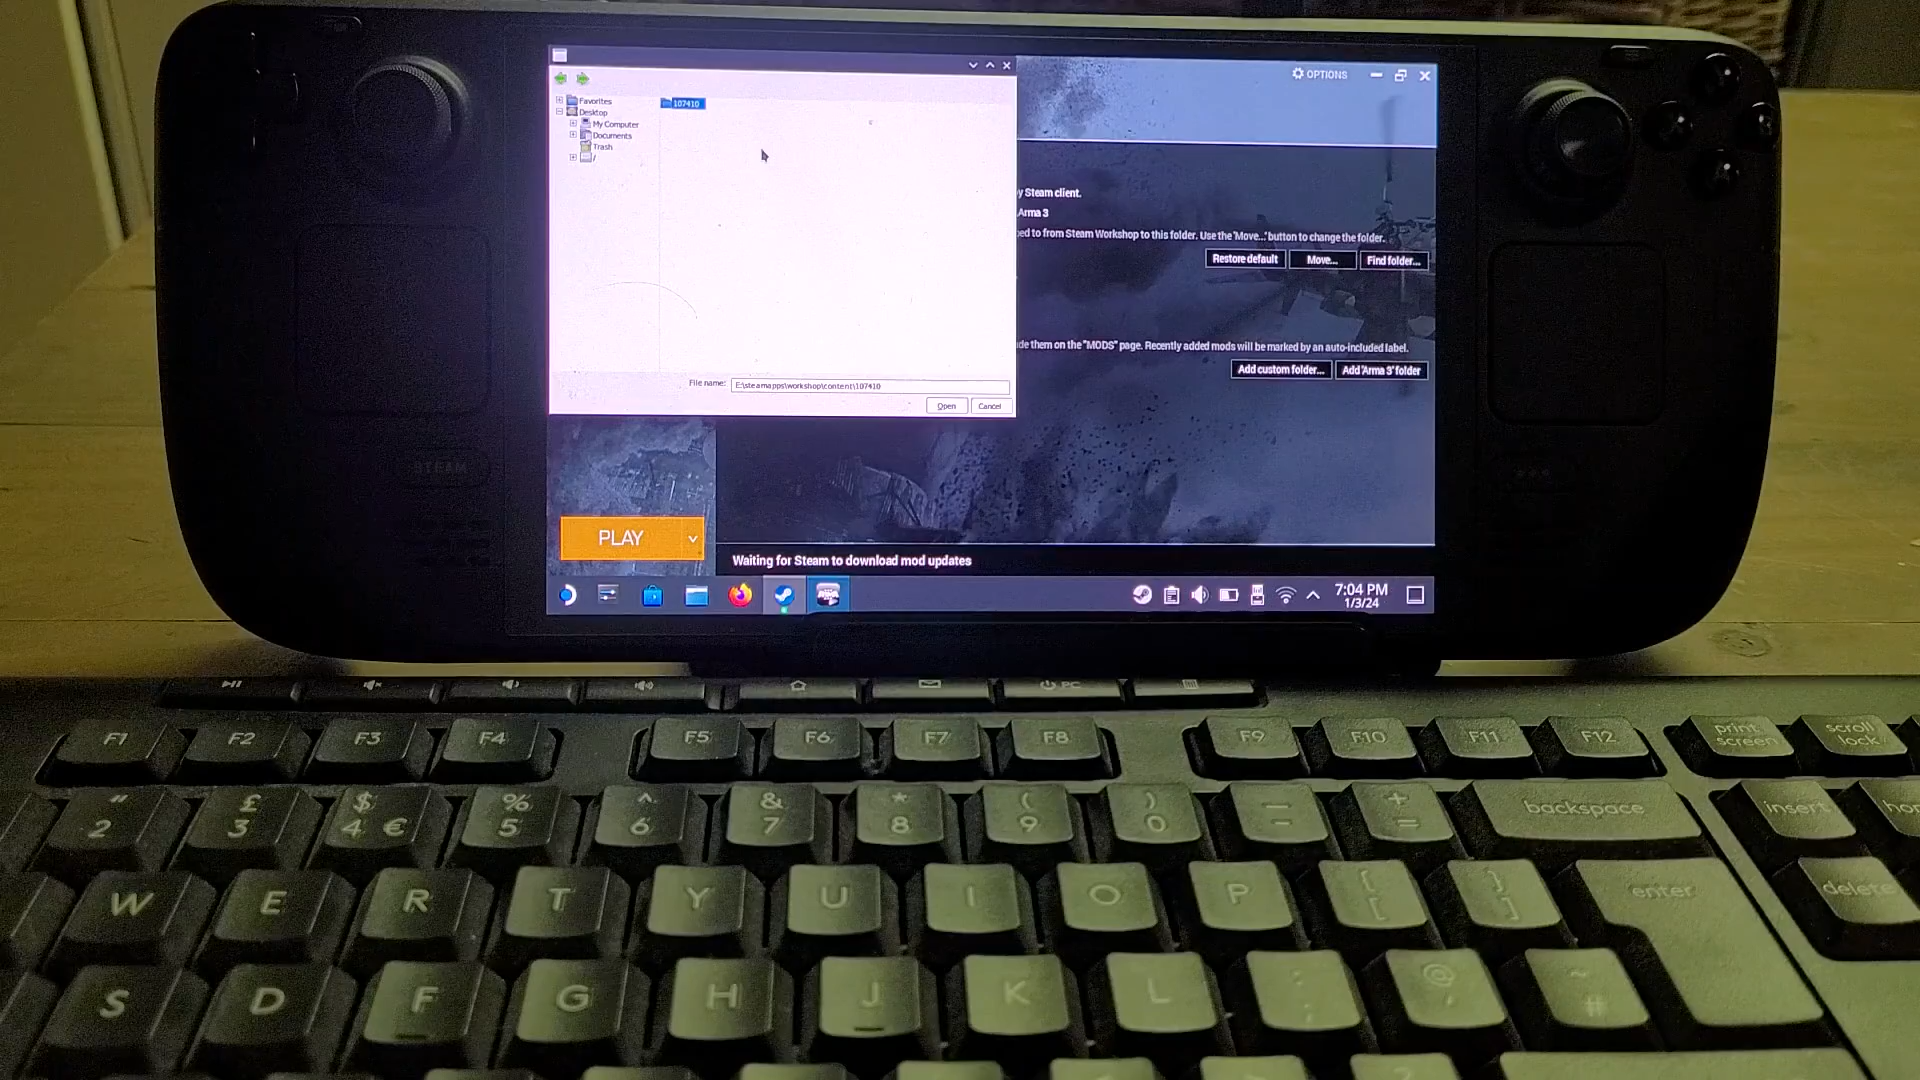 OPTIONS
Favorites
Desktop
My Computer
Documents
Trash
/
107410
y Steam client.
Arma 3
ed to from Steam Workshop to this folder. Use the 'Move...' button to change the folder.
Restore default
Move...
Find folder...
de them on the "MODS" page. Recently added mods will be marked by an auto-included label.
Add custom folder...
Add 'Arma 3' folder
File name:
E:\steamapps\workshop\content\107410
Open
Cancel
STEAM
PLAY
Waiting for Steam to download mod updates
7:04 PM
1/3/24
PC
F1 F2 F3 F4 F5 F6 F7 F8 F9 F10 F11 F12 print screen scroll lock
" 2 £ 3 $ 4 € % 5 ^ 6 & 7 * 8 ( 9 ) 0 _ - + = backspace insert
W E R T Y U I O P { [ } ] enter delete
S D F G H J K L : ; @ ' ~ #